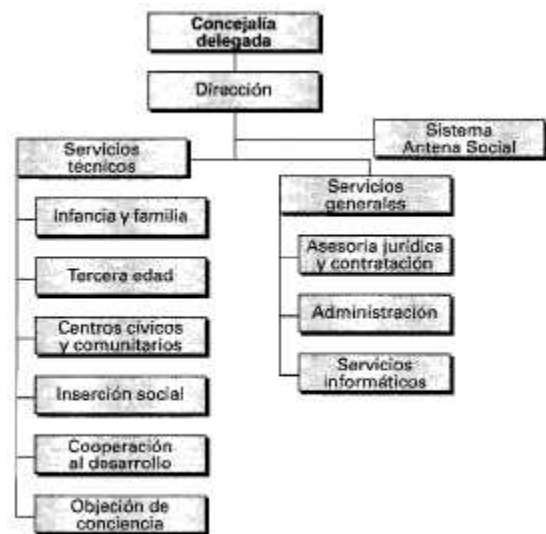 Concejalía
delegada
Dirección
Sistema
Antena Social
Servicios
técnicos
Servicios
generales
Infancia y familia
Asesoría jurídica
y contratación
Tercera edad
Administración
Centros cívicos
y comunitarios
Servicios
informáticos
Inserción social
Cooperación
al desarrollo
Objeción de
conciencia